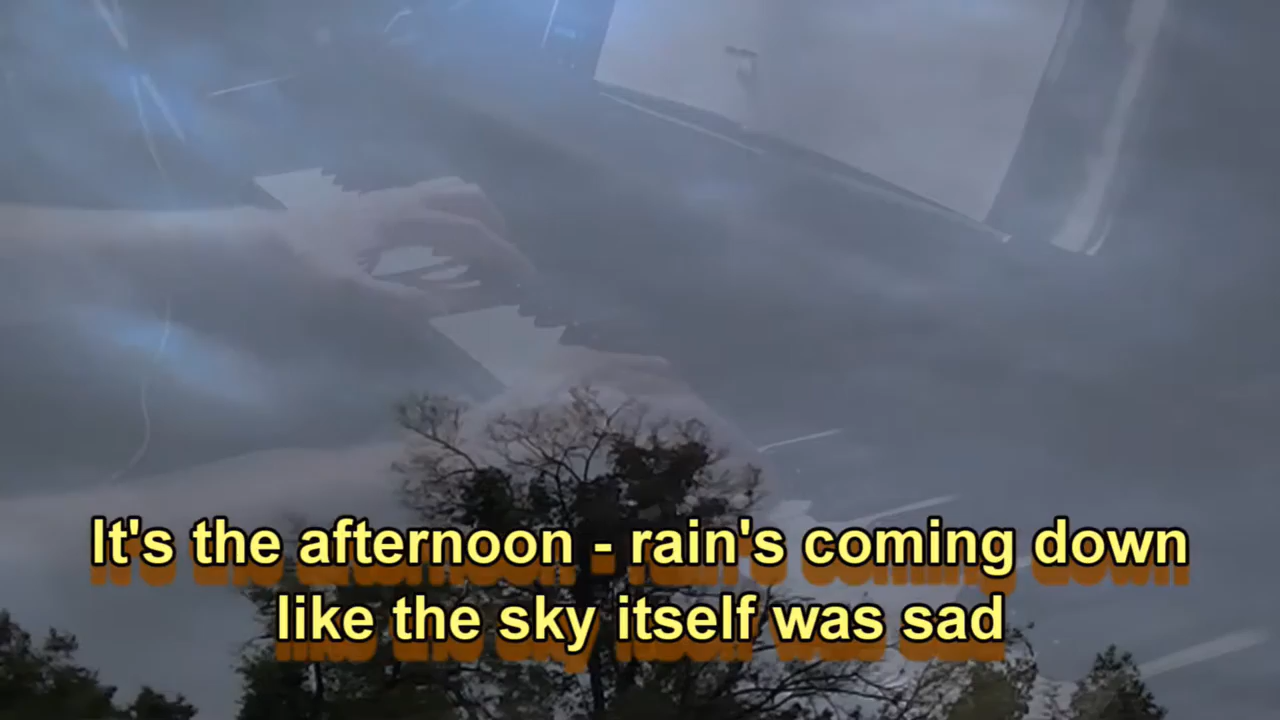 It's the afternoon - rain's coming down
like the sky itself was sad